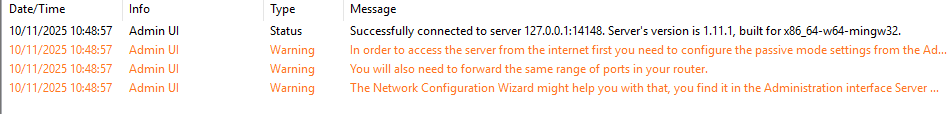 Date/Time Info Type Message
10/11/2025 10:48:57 Admin UI Status Successfully connected to server 127.0.0.1:14148. Server's version is 1.11.1, built for x86_64-w64-mingw32.
10/11/2025 10:48:57 Admin UI Warning In order to access the server from the internet first you need to configure the passive mode settings from the Ad...
10/11/2025 10:48:57 Admin UI Warning You will also need to forward the same range of ports in your router.
10/11/2025 10:48:57 Admin UI Warning The Network Configuration Wizard might help you with that, you find it in the Administration interface Server ...